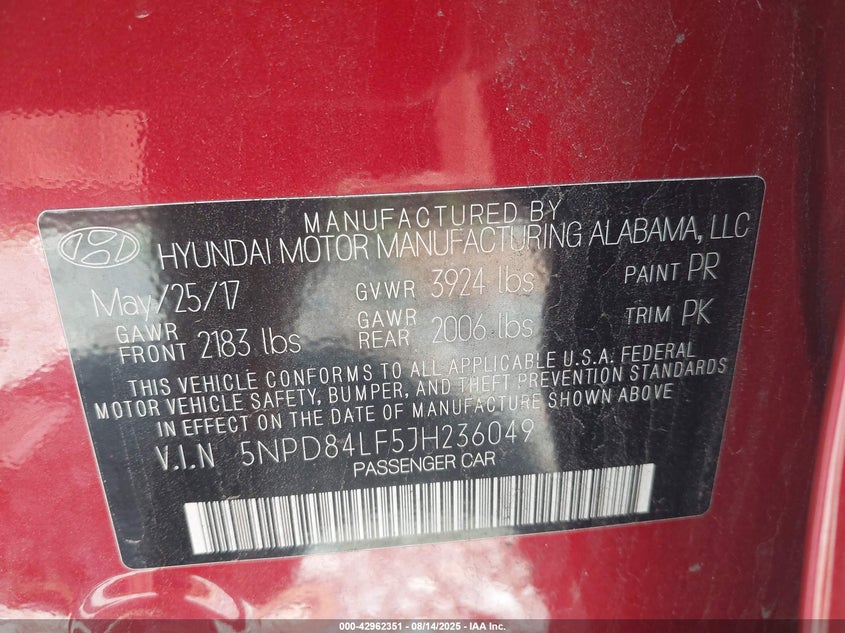 MANUFACTURED BY
HYUNDAI MOTOR MANUFACTURING ALABAMA, LLC
May/25/17 GVWR 3924 lbs PAINT PR
GAWR FRONT 2183 lbs GAWR REAR 2006 lbs TRIM PK
THIS VEHICLE CONFORMS TO ALL APPLICABLE U.S.A. FEDERAL
MOTOR VEHICLE SAFETY, BUMPER, AND THEFT PREVENTION STANDARDS
IN EFFECT ON THE DATE OF MANUFACTURE SHOWN ABOVE
V.I.N 5NPD84LF5JH236049
PASSENGER CAR
000-42962351 - 08/14/2025 - IAA Inc.